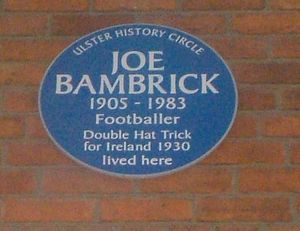 ULSTER HISTORY CIRCLE
JOE
BAMBRICK
1905 - 1983
Footballer
Double Hat Trick
for Ireland 1930
lived here